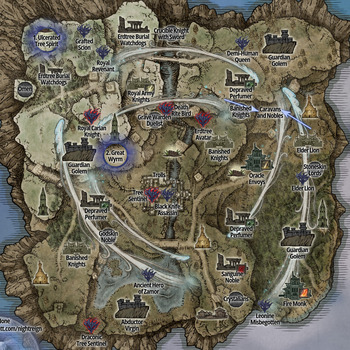 1. Ulcerated
Tree Spirit
Grafted
Scion
Erdtree Burial
Watchdogs
Crucible Knight
with Sword
Demi-Human
Queen
Guardian
Golem
Royal
Revenant
Erdtree Burial
Watchdogs
Omen
Royal Army
Knights
Depraved
Perfumer
Death
Rite Bird
Grave Warden
Duelist
Erdtree
Avatar
Banished
Knights
Caravans
and Nobles
Royal Carian
Knight
2. Great
Wyrm
Guardian
Golem
Banished
Knights
Elder Lion
Oracle
Envoys
Stoneskin
Lords
Trolls
Elder Lion
Tree
Sentinel
Black Knife
Assassin
Depraved
Perfumer
Godskin
Noble
Depraved
Perfumer
Guardian
Golem
Banished
Knights
Sanguine
Noble
Ancient Hero
of Zamor
Crystalians
Fire Monk
Abductor
Virgin
Leonine
Misbegotten
Draconic
Tree Sentinel
tt.com/nightreign